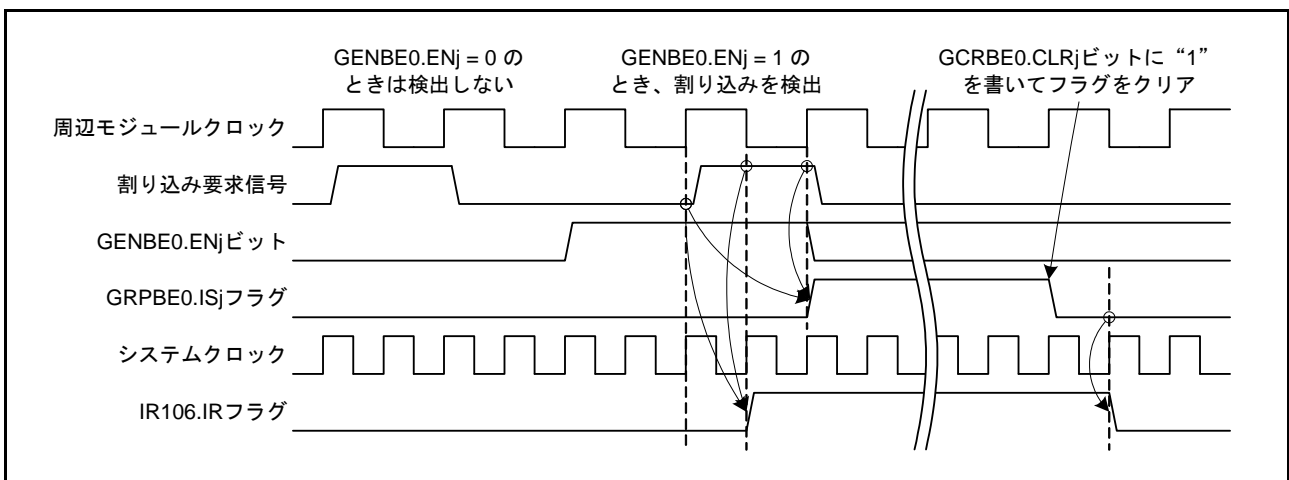 GENBE0.ENj = 0 の
ときは検出しない
GENBE0.ENj = 1 の
とき、割り込みを検出
GCRBE0.CLRjビットに“1”
を書いてフラグをクリア
周辺モジュールクロック
割り込み要求信号
GENBE0.ENjビット
GRPBE0.ISjフラグ
システムクロック
IR106.IRフラグ